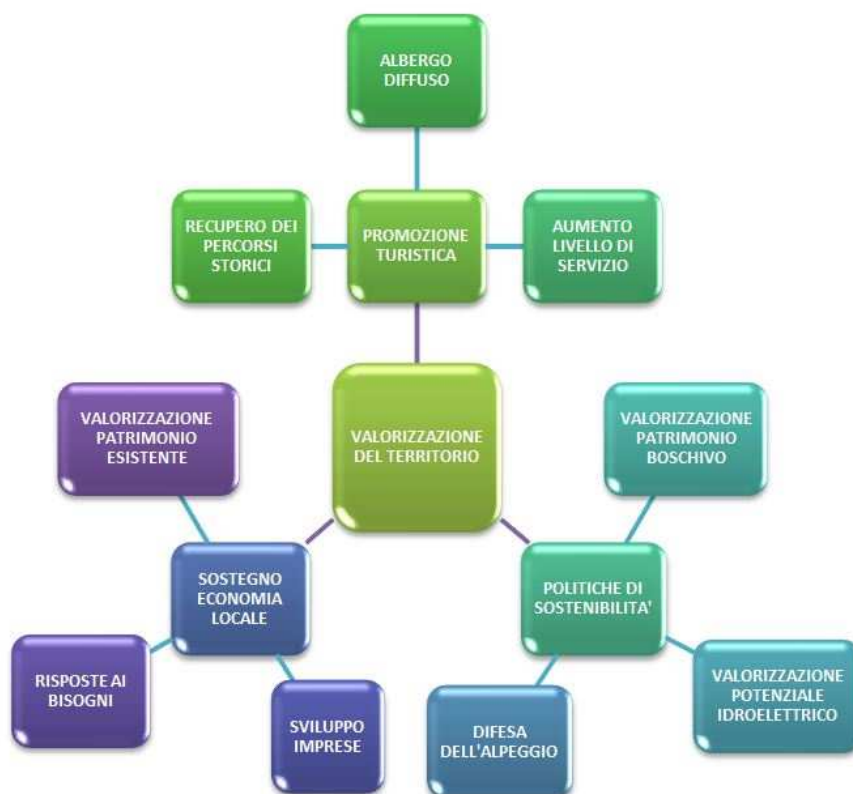 ALBERGO
DIFFUSO
RECUPERO DEI
PERCORSI
STORICI
PROMOZIONE
TURISTICA
AUMENTO
LIVELLO DI
SERVIZIO
VALORIZZAZIONE
PATRIMONIO
ESISTENTE
VALORIZZAZIONE
DEL TERRITORIO
VALORIZZAZIONE
PATRIMONIO
BOSCHIVO
SOSTEGNO
ECONOMIA
LOCALE
POLITICHE DI
SOSTENIBILITA'
RISPOSTE AI
BISOGNI
SVILUPPO
IMPRESE
DIFESA
DELL'ALPEGGIO
VALORIZZAZIONE
POTENZIALE
IDROELETTRICO